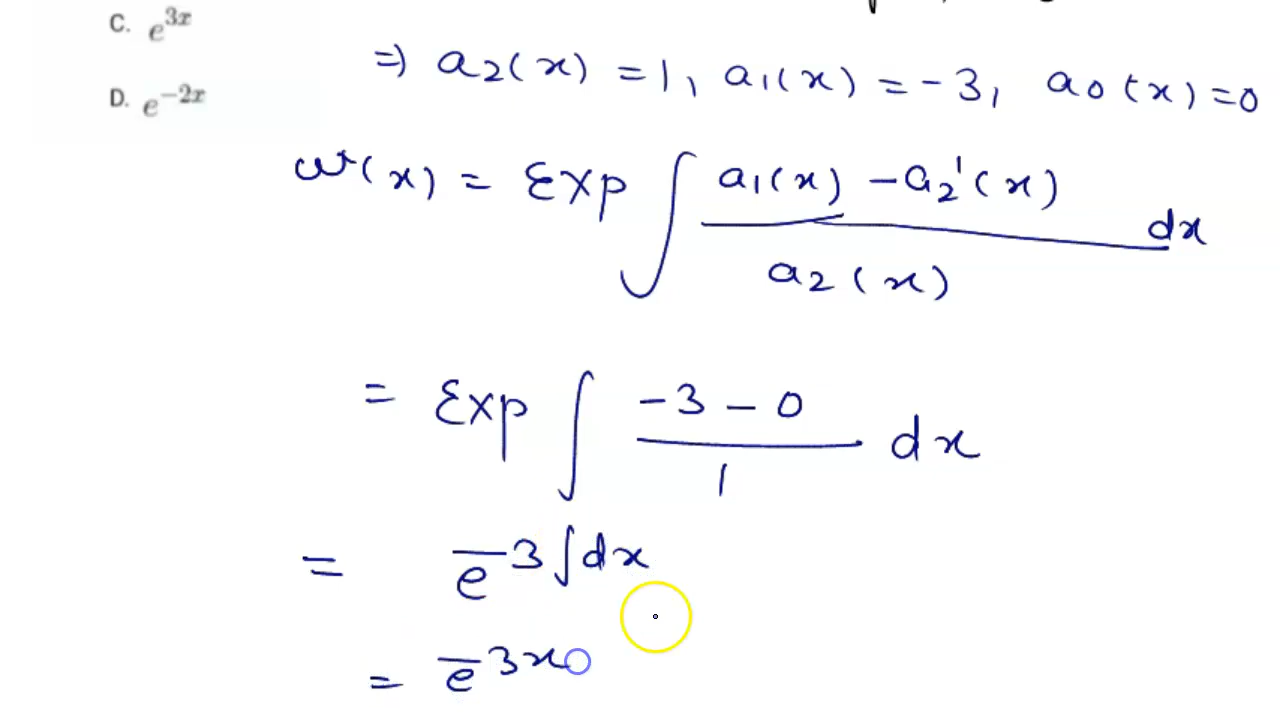 C. e^{3x}
⇒ a₂(x) = 1, a₁(x) = -3, a₀(x) = 0
D. e^{-2x}
w(x) = Exp ∫ (a₁(x) - a₂'(x)) / a₂(x) dx
= Exp ∫ (-3 - 0) / 1 dx
= e^{-3∫dx}
= e^{-3x}